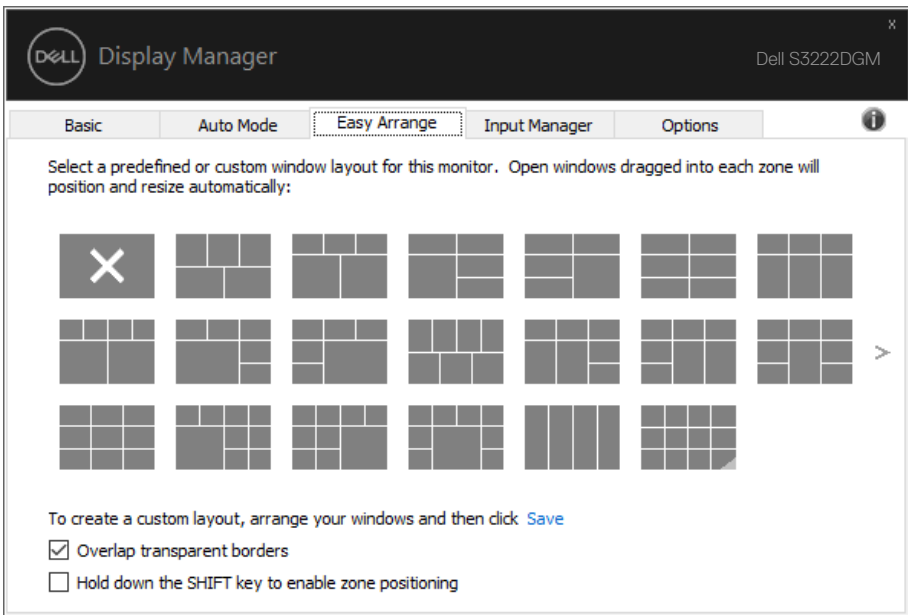 x
DELL Display Manager
Dell S3222DGM
Basic Auto Mode Easy Arrange Input Manager Options
Select a predefined or custom window layout for this monitor. Open windows dragged into each zone will
position and resize automatically:
>
To create a custom layout, arrange your windows and then click Save
Overlap transparent borders
Hold down the SHIFT key to enable zone positioning